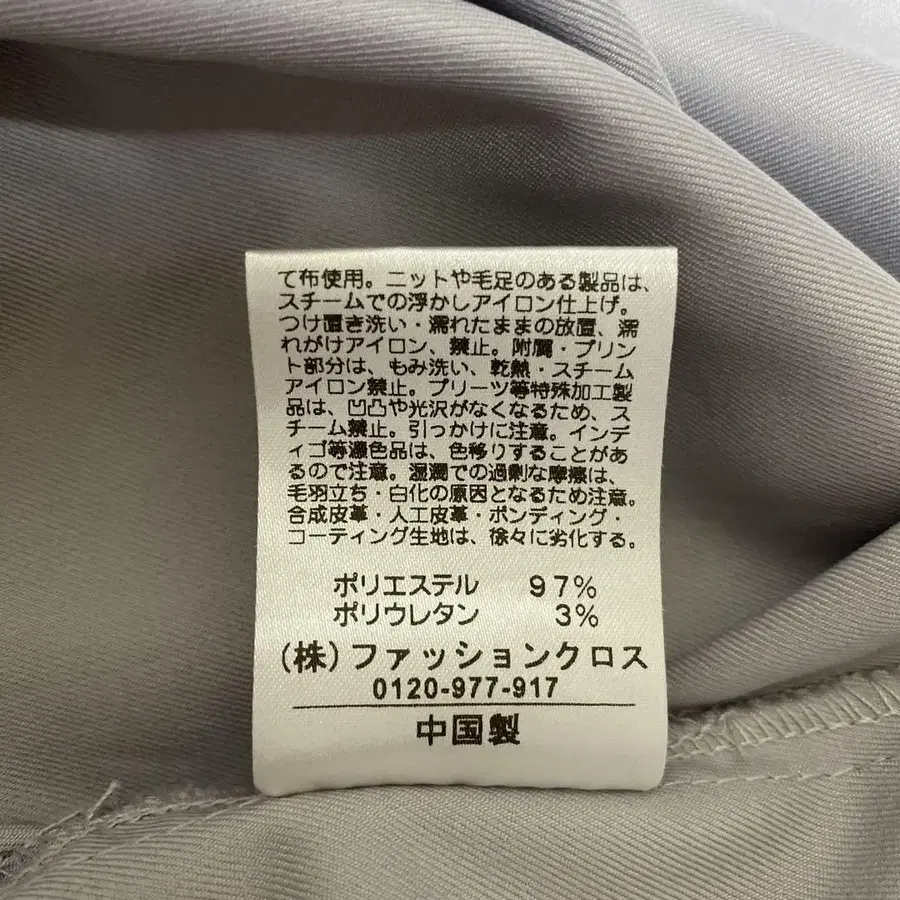 て布使用。ニットや毛足のある製品は、
スチームでの浮かしアイロン仕上げ。
つけ置き洗い・濡れたままの放置、濡
れがけアイロン、禁止。附属・プリン
ト部分は、もみ洗い、乾熱・スチーム
アイロン禁止。プリーツ等特殊加工製
品は、凹凸や光沢がなくなるため、ス
チーム禁止。引っかけに注意。インデ
ィゴ等濃色品は、色移りすることがあ
るので注意。湿潤での過剰な摩擦は、
毛羽立ち・白化の原因となるため注意。
合成皮革・人工皮革・ボンディング・
コーティング生地は、徐々に劣化する。
ポリエステル 97%
ポリウレタン 3%
(株)ファッションクロス
0120-977-917
中国製